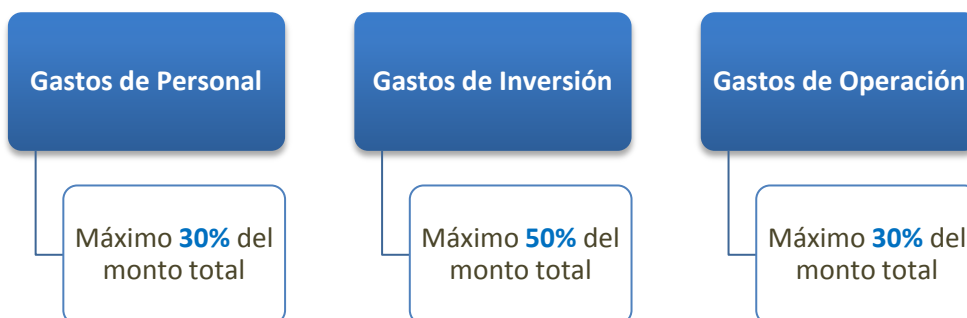 Gastos de Personal
Gastos de Inversión
Gastos de Operación
Máximo 30% del
monto total
Máximo 50% del
monto total
Máximo 30% del
monto total